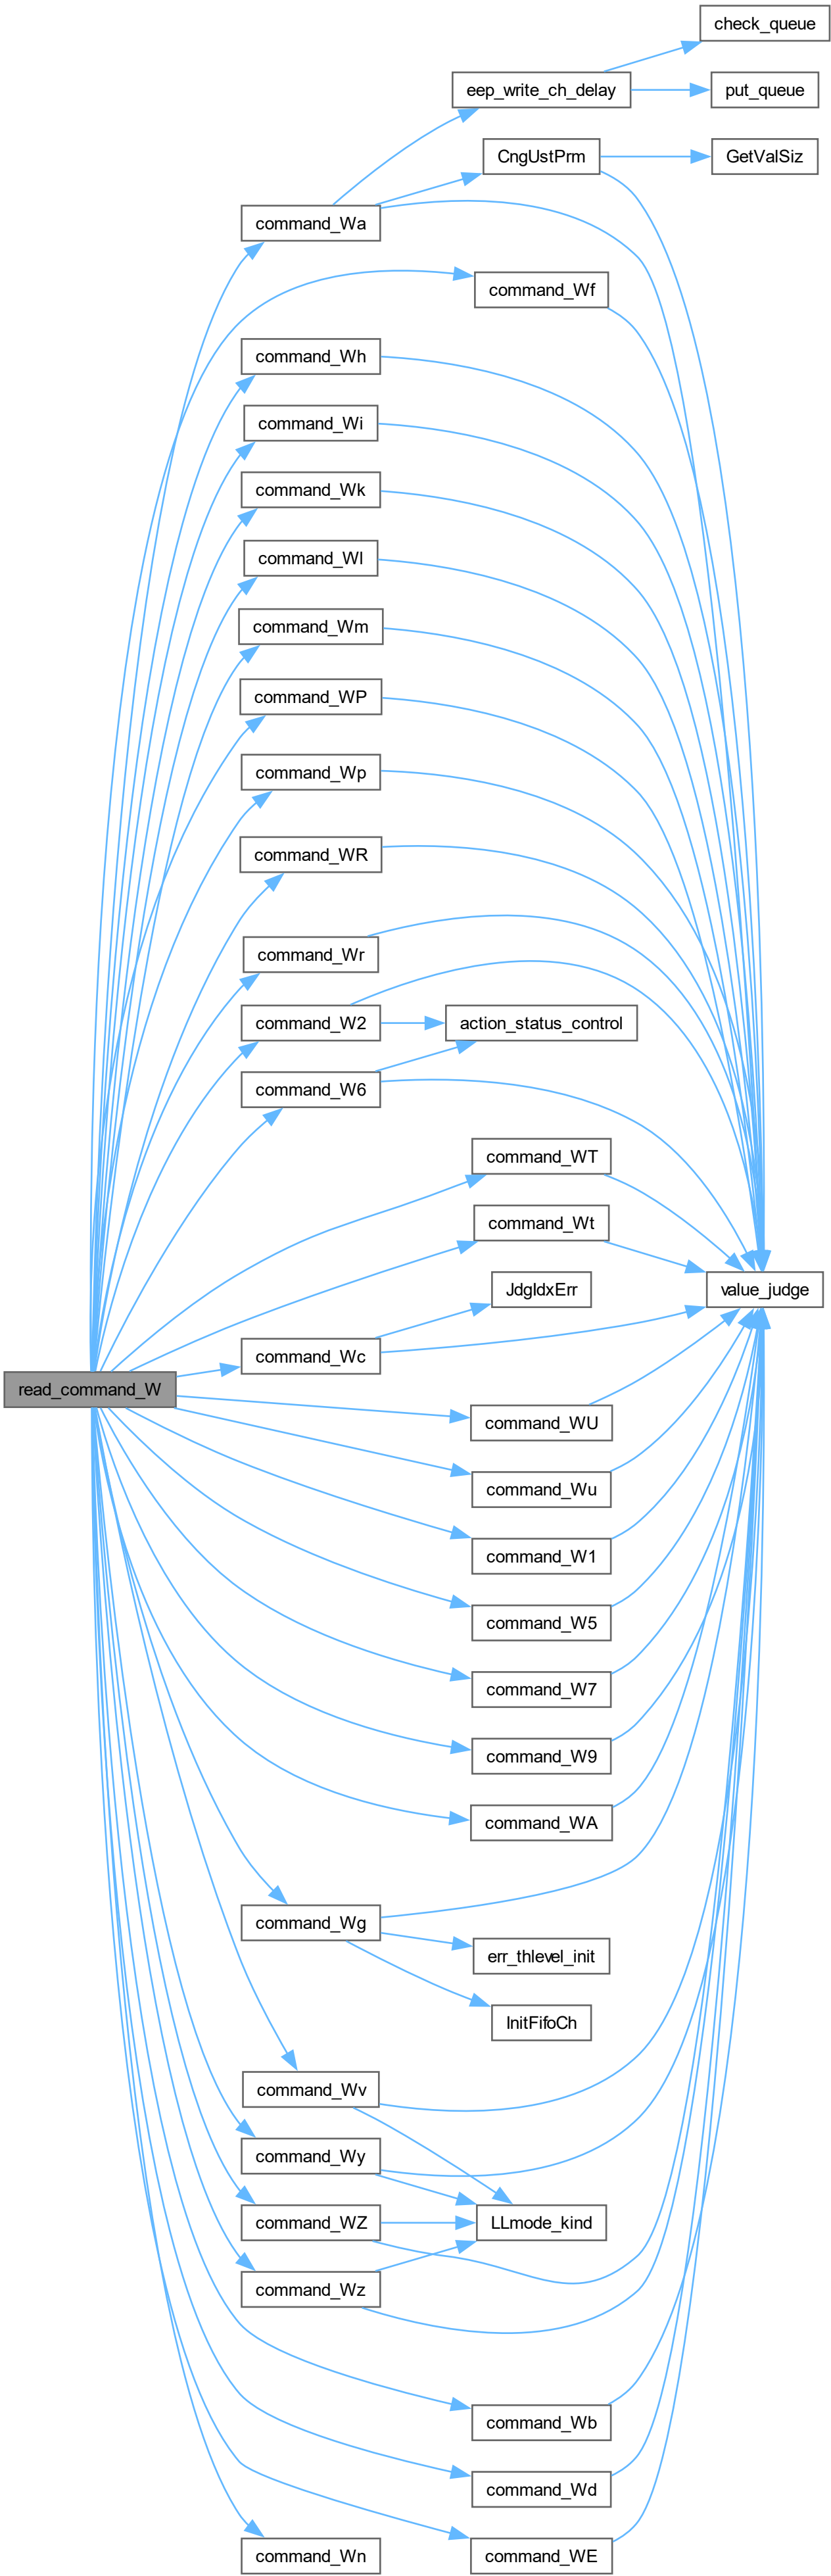 check_queue
eep_write_ch_delay
put_queue
CngUstPrm
GetValSiz
command_Wa
command_Wf
command_Wh
command_Wi
command_Wk
command_Wl
command_Wm
command_WP
command_Wp
command_WR
command_Wr
command_W2
action_status_control
command_W6
command_WT
command_Wt
JdgIdxErr
value_judge
command_Wc
read_command_W
command_WU
command_Wu
command_W1
command_W5
command_W7
command_W9
command_WA
command_Wg
err_thlevel_init
InitFifoCh
command_Wv
command_Wy
command_WZ
LLmode_kind
command_Wz
command_Wb
command_Wd
command_Wn
command_WE